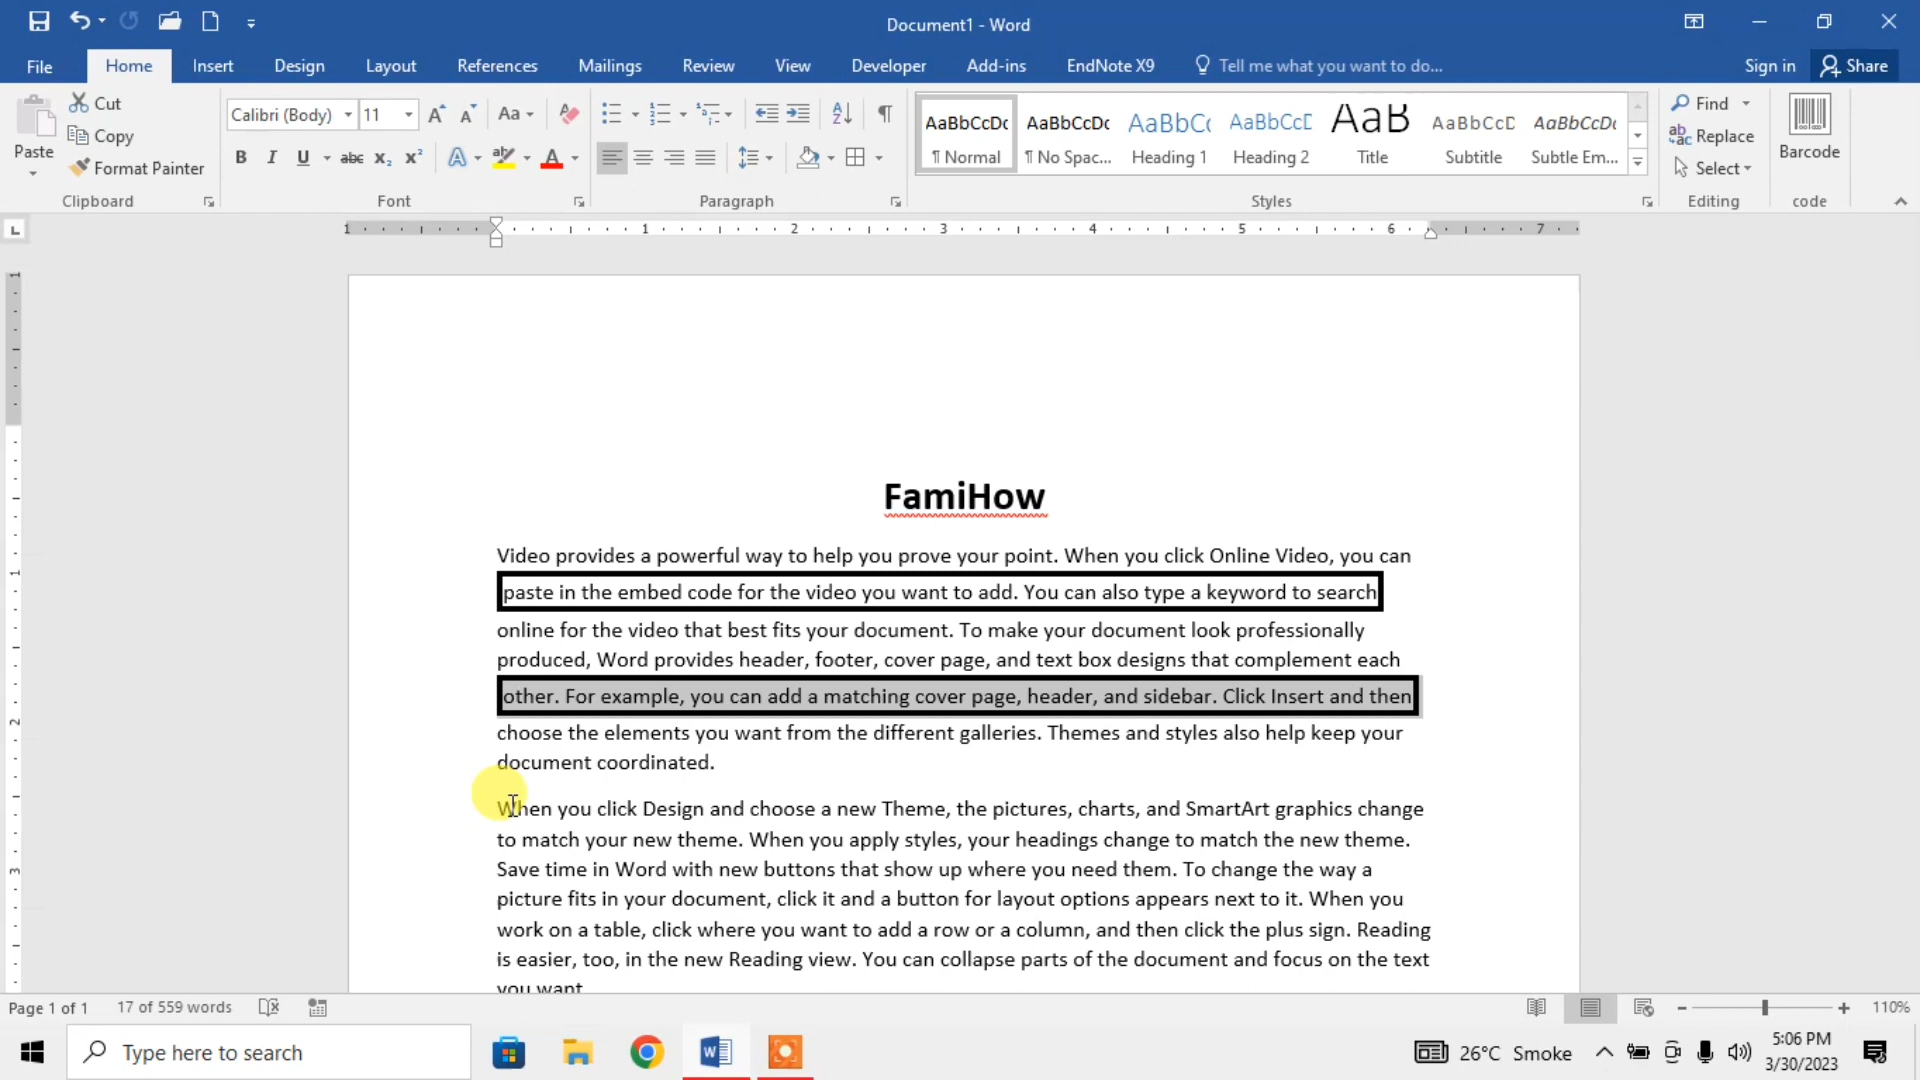 Document1 - Word
File Home Insert Design Layout References Mailings Review View Developer Add-ins EndNote X9 Tell me what you want to do... Sign in Share
Paste
Cut
Copy
Format Painter
Clipboard
Calibri (Body) 11
Font
Paragraph
AaBbCcDc AaBbCcDc AaBbC AaBbCcD AaB AaBbCcD AaBbCcDc
¶ Normal ¶ No Spac... Heading 1 Heading 2 Title Subtitle Subtle Em...
Styles
Find
Replace
Select
Editing
Barcode
code
1 1 2 3 4 5 6 7
FamiHow
Video provides a powerful way to help you prove your point. When you click Online Video, you can
paste in the embed code for the video you want to add. You can also type a keyword to search
online for the video that best fits your document. To make your document look professionally
produced, Word provides header, footer, cover page, and text box designs that complement each
other. For example, you can add a matching cover page, header, and sidebar. Click Insert and then
choose the elements you want from the different galleries. Themes and styles also help keep your
document coordinated.
When you click Design and choose a new Theme, the pictures, charts, and SmartArt graphics change
to match your new theme. When you apply styles, your headings change to match the new theme.
Save time in Word with new buttons that show up where you need them. To change the way a
picture fits in your document, click it and a button for layout options appears next to it. When you
work on a table, click where you want to add a row or a column, and then click the plus sign. Reading
is easier, too, in the new Reading view. You can collapse parts of the document and focus on the text
you want
Page 1 of 1 17 of 559 words 110%
Type here to search
26°C Smoke
5:06 PM
3/30/2023